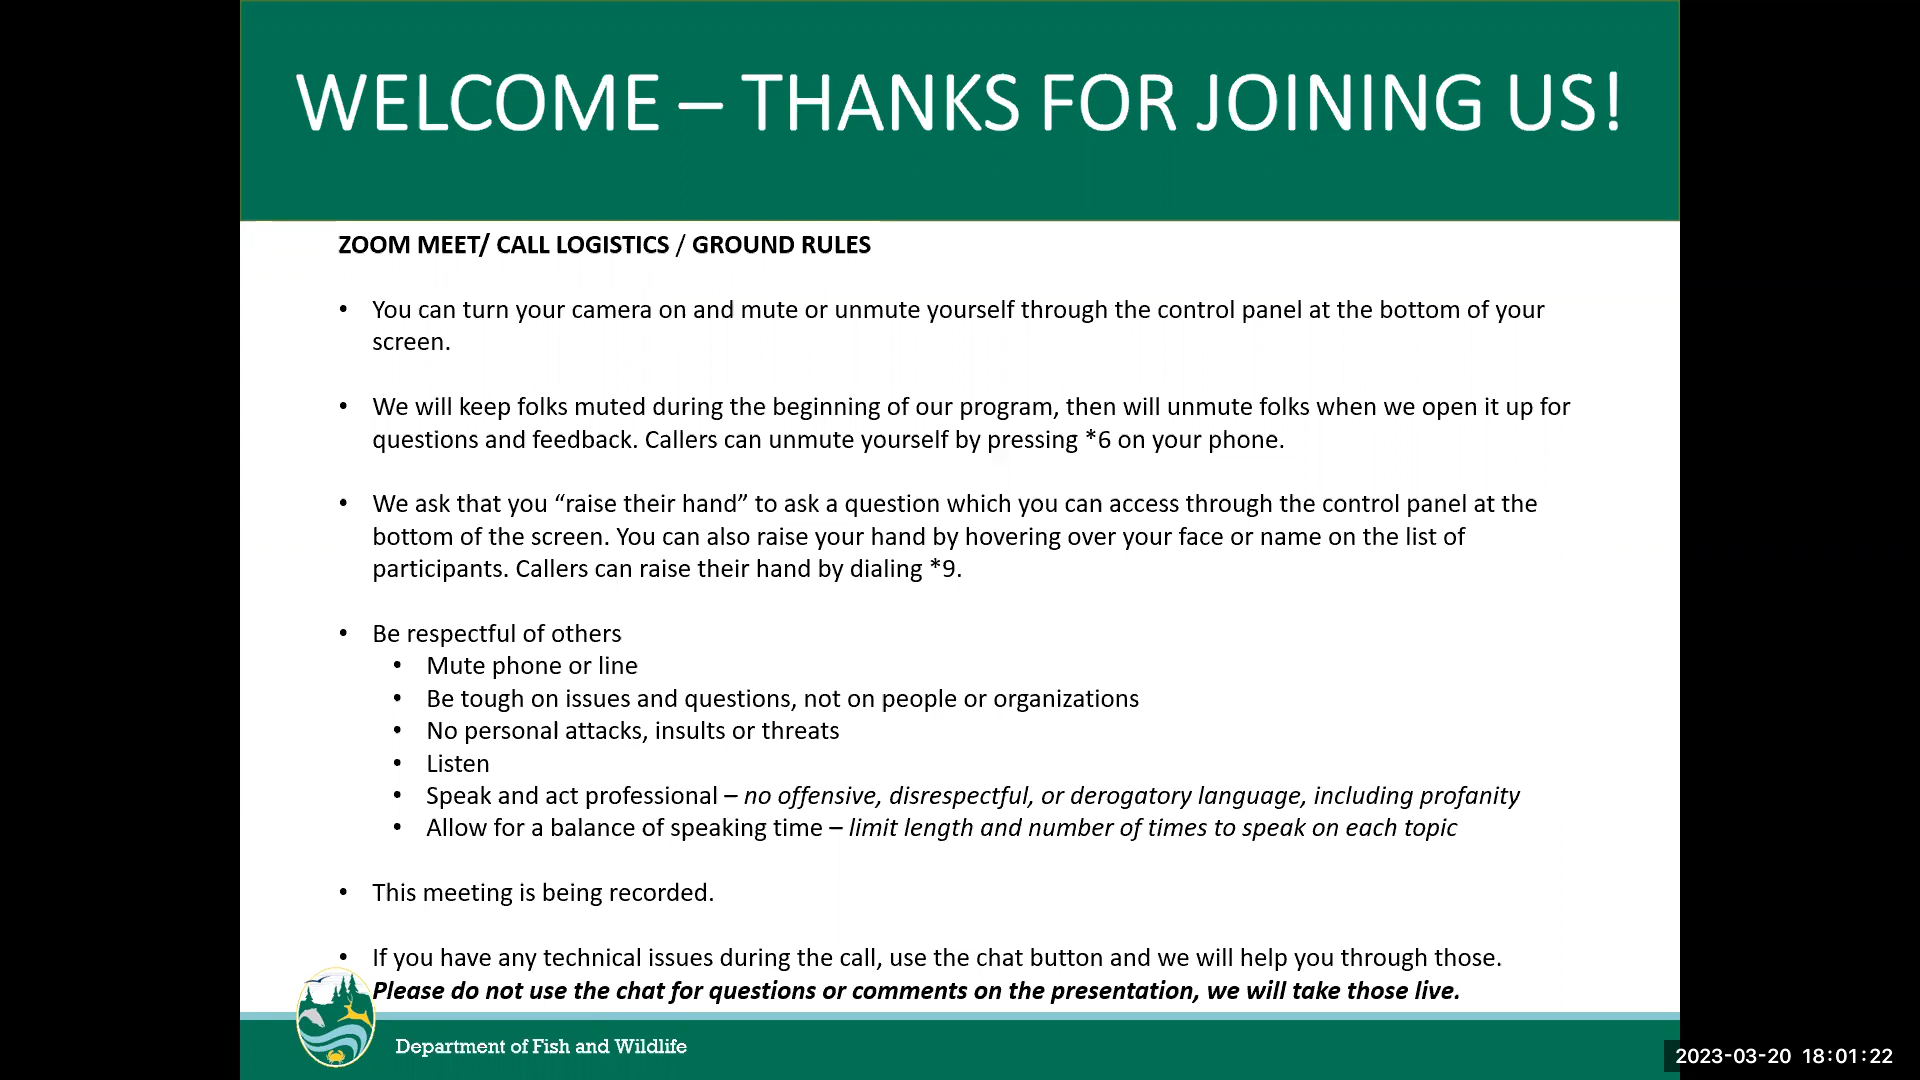 WELCOME – THANKS FOR JOINING US!
ZOOM MEET/ CALL LOGISTICS / GROUND RULES
• You can turn your camera on and mute or unmute yourself through the control panel at the bottom of your
screen.
• We will keep folks muted during the beginning of our program, then will unmute folks when we open it up for
questions and feedback. Callers can unmute yourself by pressing *6 on your phone.
• We ask that you “raise their hand” to ask a question which you can access through the control panel at the
bottom of the screen. You can also raise your hand by hovering over your face or name on the list of
participants. Callers can raise their hand by dialing *9.
• Be respectful of others
• Mute phone or line
• Be tough on issues and questions, not on people or organizations
• No personal attacks, insults or threats
• Listen
• Speak and act professional – no offensive, disrespectful, or derogatory language, including profanity
• Allow for a balance of speaking time – limit length and number of times to speak on each topic
• This meeting is being recorded.
• If you have any technical issues during the call, use the chat button and we will help you through those.
Please do not use the chat for questions or comments on the presentation, we will take those live.
Department of Fish and Wildlife
2023-03-20 18:01:22